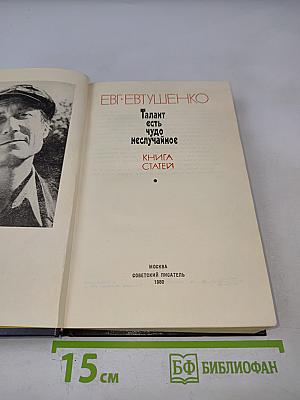 ЕВГ·ЕВТУШЕНКО
Талант
есть
чудо
неслучайное
КНИГА
СТАТЕЙ
МОСКВА
СОВЕТСКИЙ ПИСАТЕЛЬ
1980
15 см
БФ БИБЛИОФАН